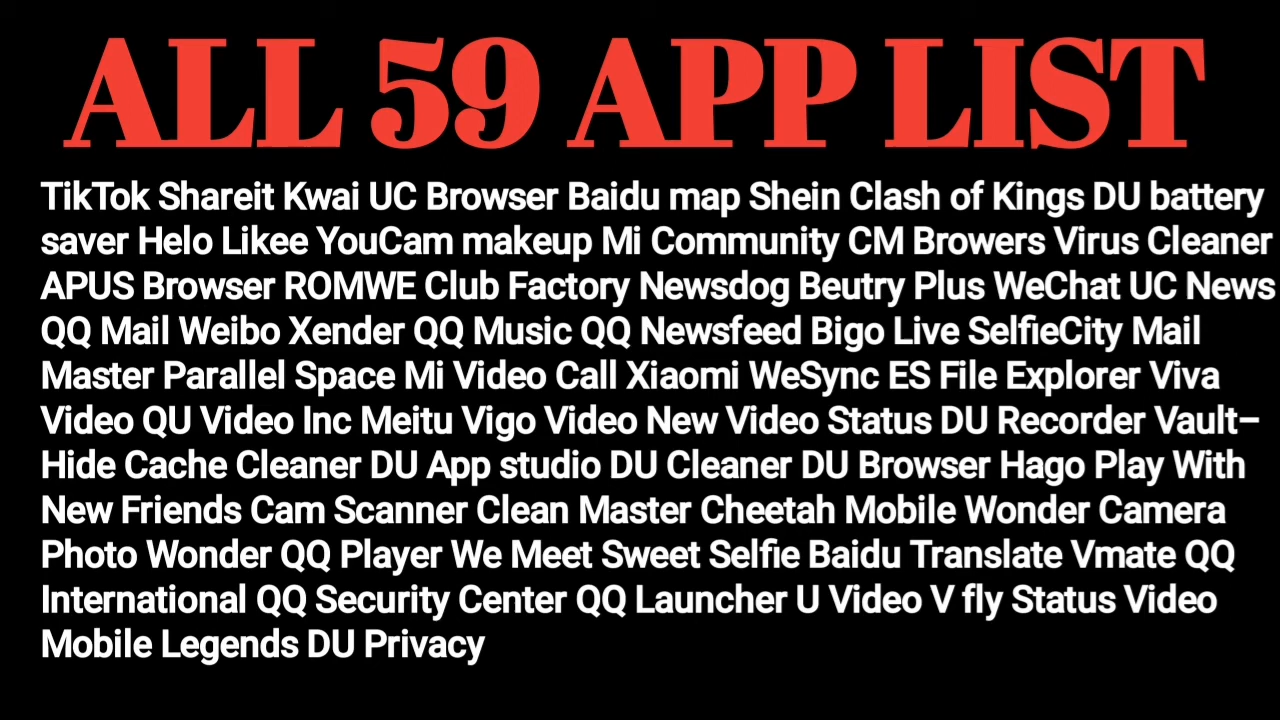 ALL 59 APP LIST
TikTok Shareit Kwai UC Browser Baidu map Shein Clash of Kings DU battery
saver Helo Likee YouCam makeup Mi Community CM Browers Virus Cleaner
APUS Browser ROMWE Club Factory Newsdog Beutry Plus WeChat UC News
QQ Mail Weibo Xender QQ Music QQ Newsfeed Bigo Live SelfieCity Mail
Master Parallel Space Mi Video Call Xiaomi WeSync ES File Explorer Viva
Video QU Video Inc Meitu Vigo Video New Video Status DU Recorder Vault–
Hide Cache Cleaner DU App studio DU Cleaner DU Browser Hago Play With
New Friends Cam Scanner Clean Master Cheetah Mobile Wonder Camera
Photo Wonder QQ Player We Meet Sweet Selfie Baidu Translate Vmate QQ
International QQ Security Center QQ Launcher U Video V fly Status Video
Mobile Legends DU Privacy